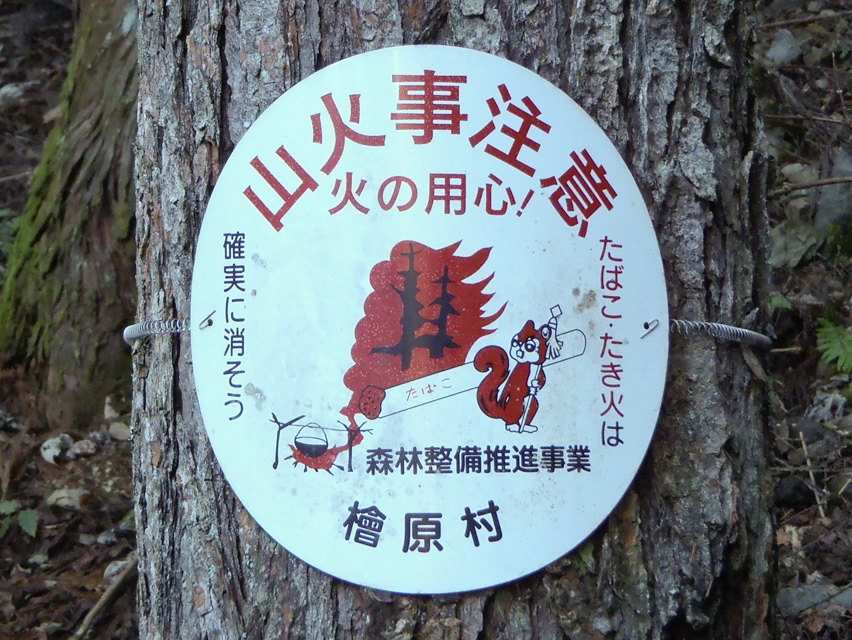 山火事注意
火の用心!
たばこ・たき火は
確実に消そう
たばこ
森林整備推進事業
檜原村